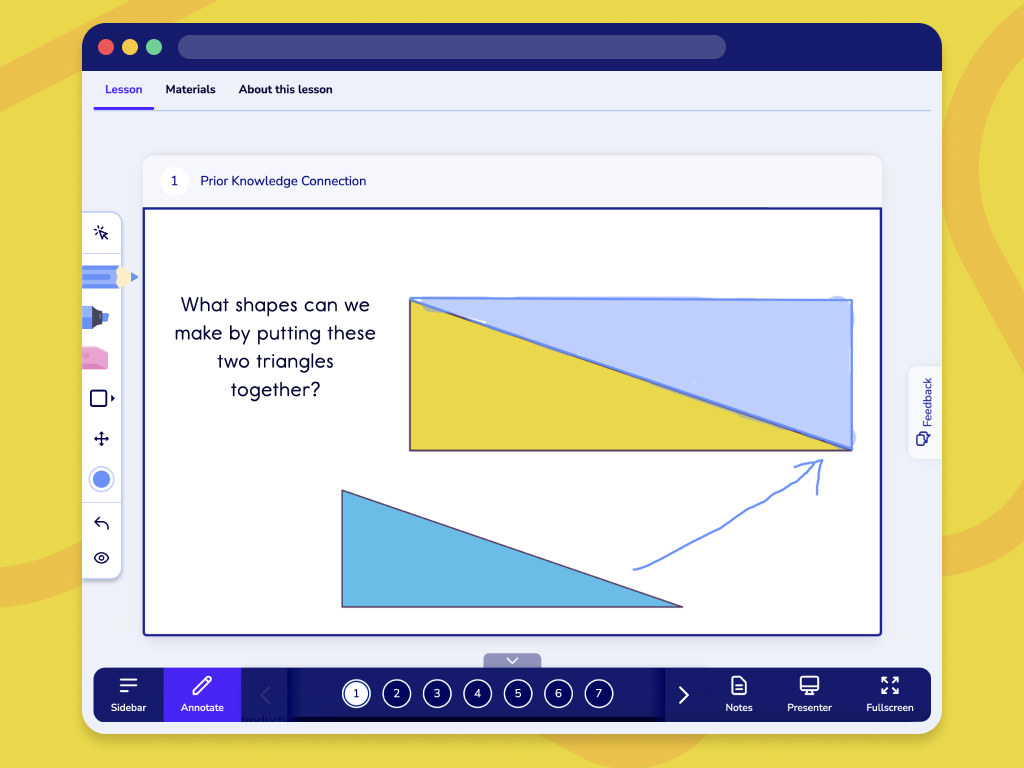 Lesson Materials About this lesson
1 Prior Knowledge Connection
What shapes can we
make by putting these
two triangles
together?
Feedback
Sidebar Annotate 1 2 3 4 5 6 7 Notes Presenter Fullscreen